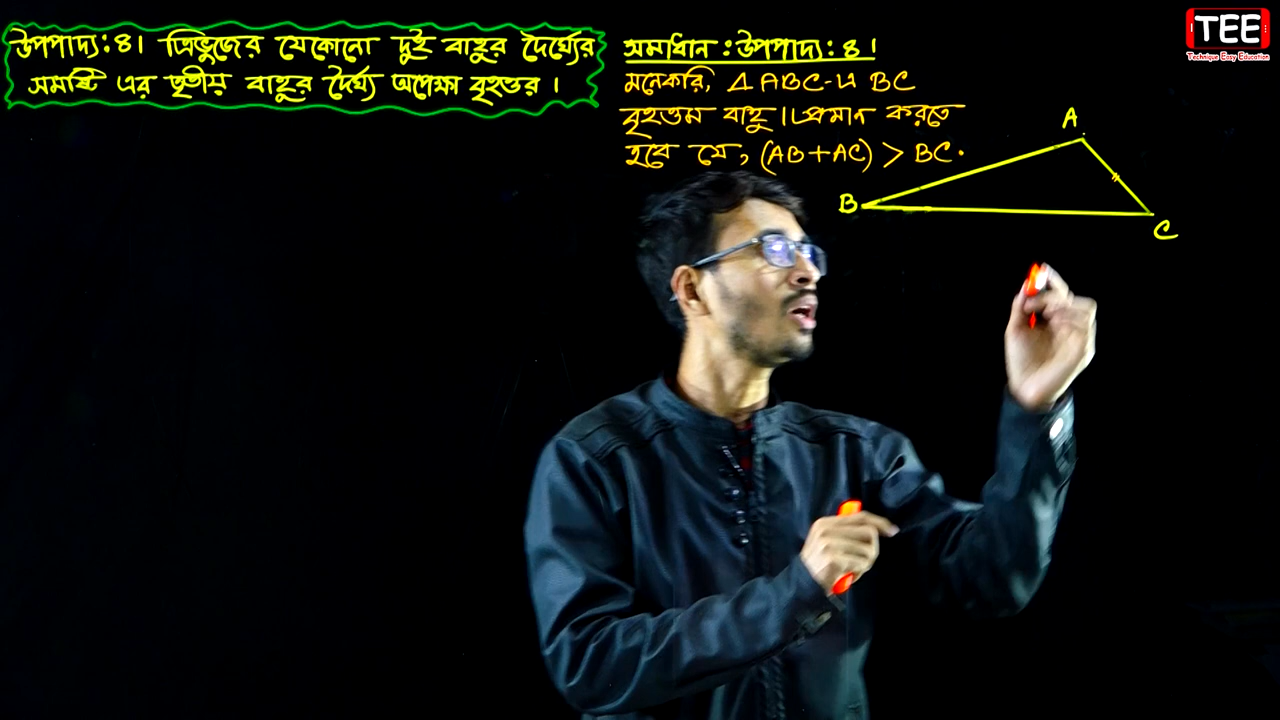 উপপাদ্য:৪। ত্রিভুজের যেকোনো দুই বাহুর দৈর্ঘ্যের
সমষ্টি এর তৃতীয় বাহুর দৈর্ঘ্য অপেক্ষা বৃহত্তর।
সমাধান:উপপাদ্য:৪।
মনেকরি, Δ ABC-এ BC
বৃহত্তম বাহু।প্রমান করতে
হবে যে, (AB+AC) > BC.
A
B
C
TEE
Technique Easy Education